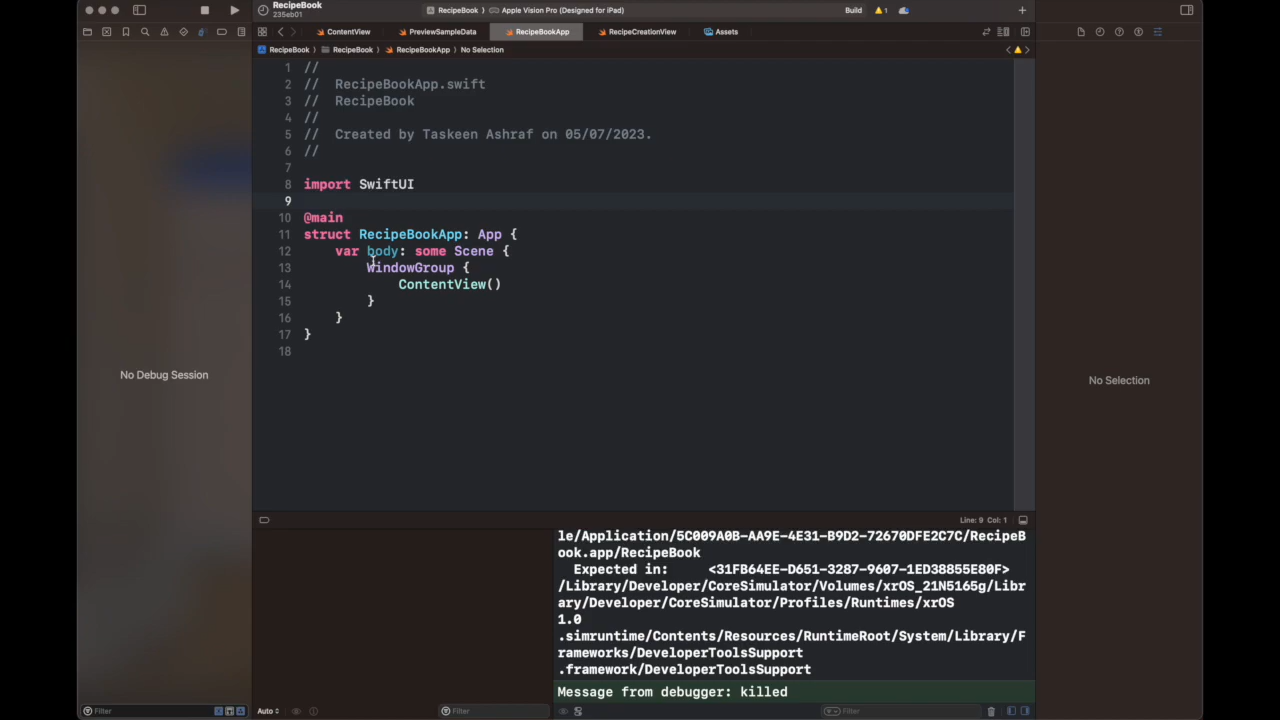 RecipeBook
235eb01
RecipeBook 〉 Apple Vision Pro (Designed for iPad)
Build
1
ContentView
PreviewSampleData
RecipeBookApp
RecipeCreationView
Assets
RecipeBook 〉 RecipeBook 〉 RecipeBookApp 〉 No Selection
1 //
2 // RecipeBookApp.swift
3 // RecipeBook
4 //
5 // Created by Taskeen Ashraf on 05/07/2023.
6 //
7
8 import SwiftUI
9
10 @main
11 struct RecipeBookApp: App {
12 var body: some Scene {
13 WindowGroup {
14 ContentView()
15 }
16 }
17 }
18
No Debug Session
No Selection
Line: 9 Col: 1
le/Application/5C009A0B-AA9E-4E31-B9D2-72670DFE2C7C/RecipeB
ook.app/RecipeBook
Expected in: <31FB64EE-D651-3287-9607-1ED38855E80F>
/Library/Developer/CoreSimulator/Volumes/xrOS_21N5165g/Libr
ary/Developer/CoreSimulator/Profiles/Runtimes/xrOS
1.0
.simruntime/Contents/Resources/RuntimeRoot/System/Library/F
rameworks/DeveloperToolsSupport
.framework/DeveloperToolsSupport
Message from debugger: killed
Filter
Auto
Filter
Filter